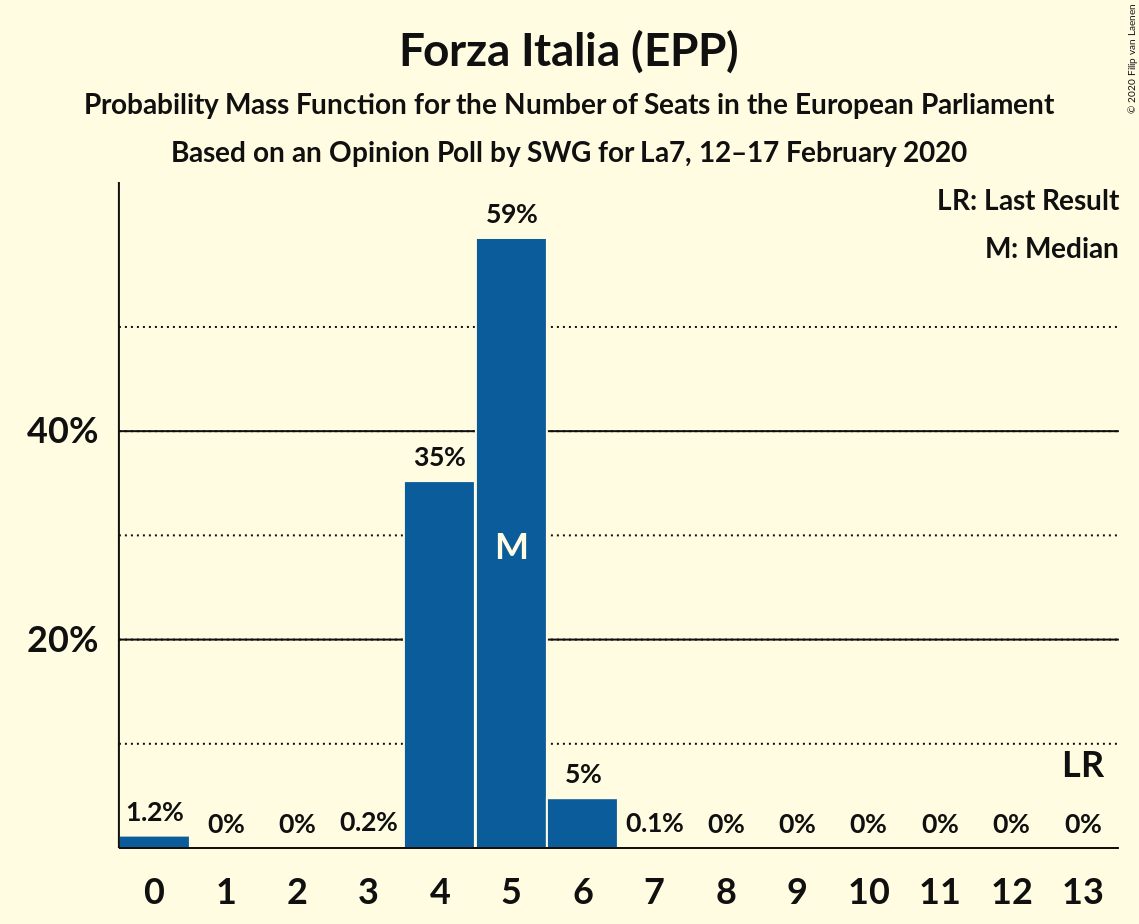 Forza Italia (EPP)
Probability Mass Function for the Number of Seats in the European Parliament
Based on an Opinion Poll by SWG for La7, 12–17 February 2020
© 2020 Filip van Laenen
LR: Last Result
M: Median
59%
40%
35%
M
20%
LR
5%
1.2% 0% 0% 0.2% 0.1% 0% 0% 0% 0% 0% 0%
0 1 2 3 4 5 6 7 8 9 10 11 12 13